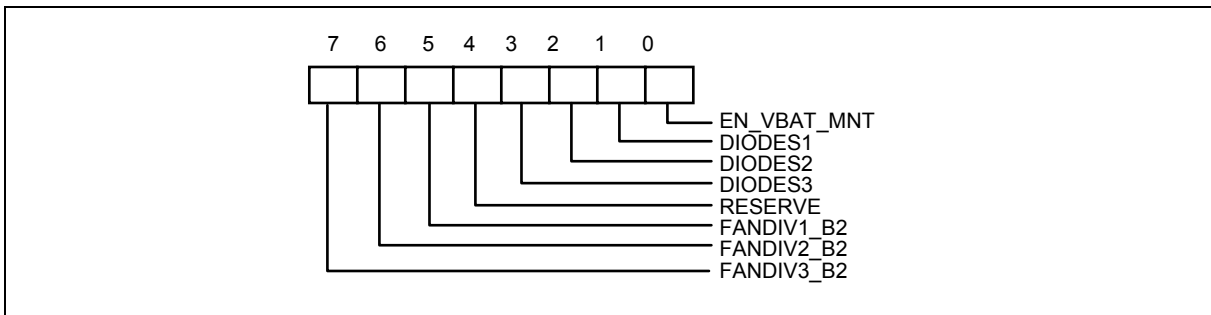 7 6 5 4 3 2 1 0
EN_VBAT_MNT
DIODES1
DIODES2
DIODES3
RESERVE
FANDIV1_B2
FANDIV2_B2
FANDIV3_B2